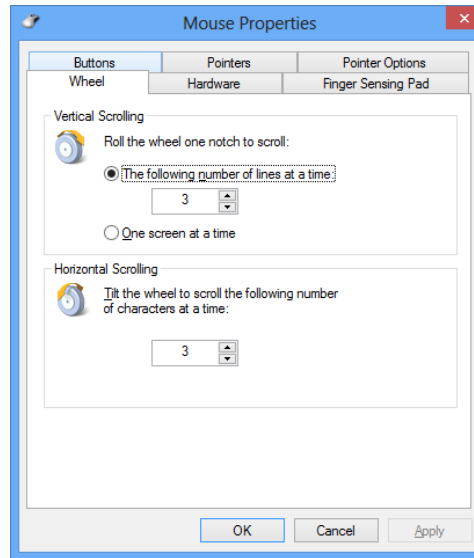 Mouse Properties
Buttons Pointers Pointer Options
Wheel Hardware Finger Sensing Pad
Vertical Scrolling
Roll the wheel one notch to scroll:
The following number of lines at a time:
3
One screen at a time
Horizontal Scrolling
Tilt the wheel to scroll the following number
of characters at a time:
3
OK Cancel Apply